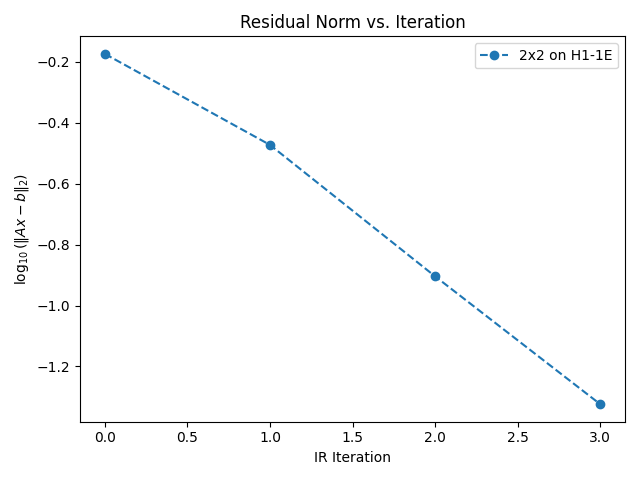 Residual Norm vs. Iteration
2x2 on H1-1E
log₁₀(‖Ax − b‖₂)
−0.2
−0.4
−0.6
−0.8
−1.0
−1.2
0.0 0.5 1.0 1.5 2.0 2.5 3.0
IR Iteration